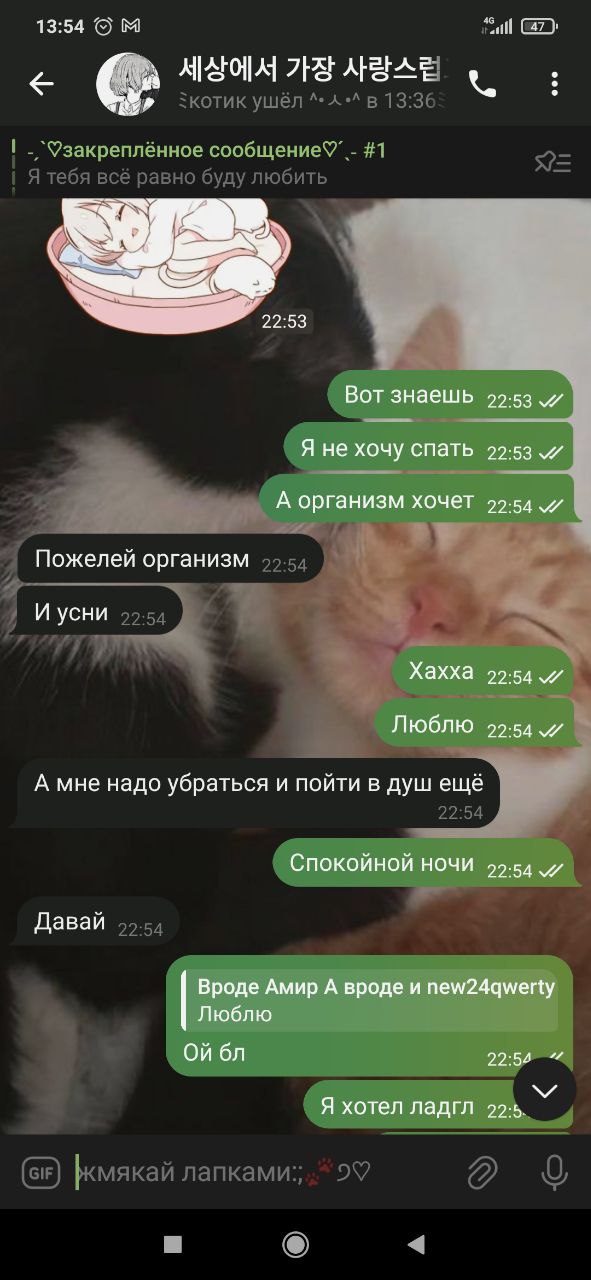 13:54
4G
47
세상에서 가장 사랑스럽
котик ушёл ^•ㅅ•^ в 13:36
-ˏˋ♡закреплённое сообщение♡ˊˎ- #1
Я тебя всё равно буду любить
22:53
Вот знаешь 22:53
Я не хочу спать 22:53
А организм хочет 22:54
Пожелей организм 22:54
И усни 22:54
Хахха 22:54
Люблю 22:54
А мне надо убраться и пойти в душ ещё
22:54
Спокойной ночи 22:54
Давай 22:54
Вроде Амир А вроде и new24qwerty
Люблю
Ой бл 22:54
Я хотел ладгл 22:5
GIF жмякай лапками:;🐾୨♡